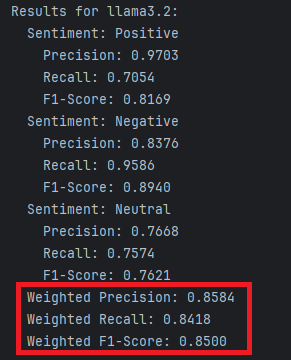 Results for llama3.2:
Sentiment: Positive
Precision: 0.9703
Recall: 0.7054
F1-Score: 0.8169
Sentiment: Negative
Precision: 0.8376
Recall: 0.9586
F1-Score: 0.8940
Sentiment: Neutral
Precision: 0.7668
Recall: 0.7574
F1-Score: 0.7621
Weighted Precision: 0.8584
Weighted Recall: 0.8418
Weighted F1-Score: 0.8500